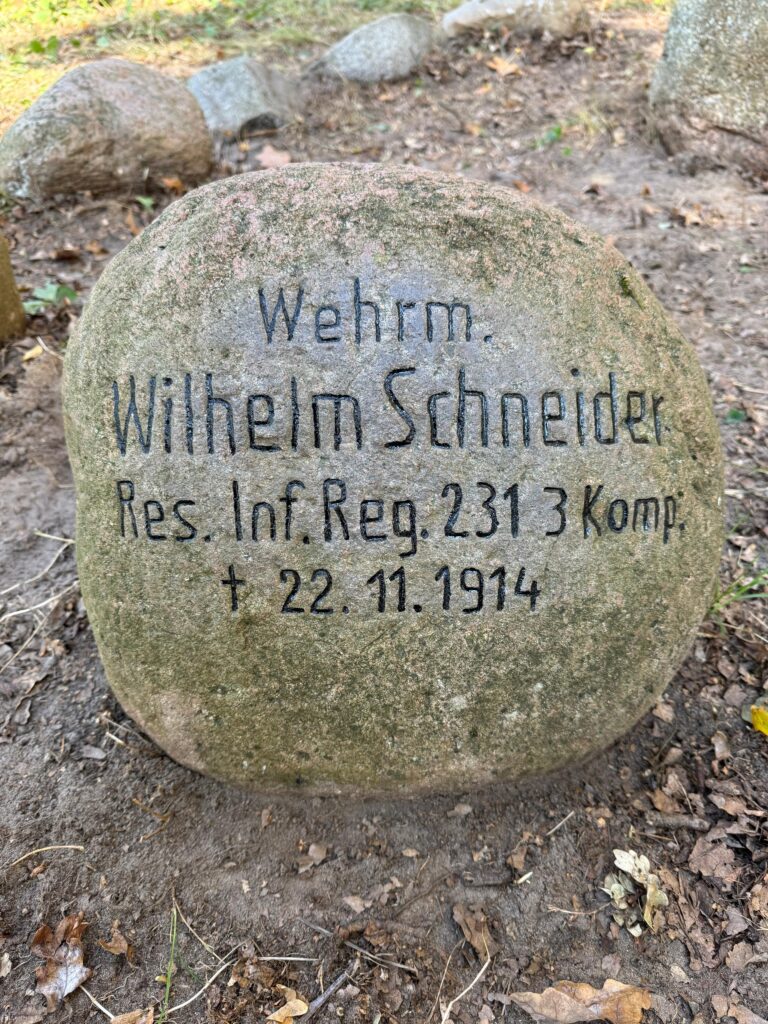 Wehrm.
Wilhelm Schneider
Res. Inf. Reg. 231 3 Komp.
† 22. 11. 1914